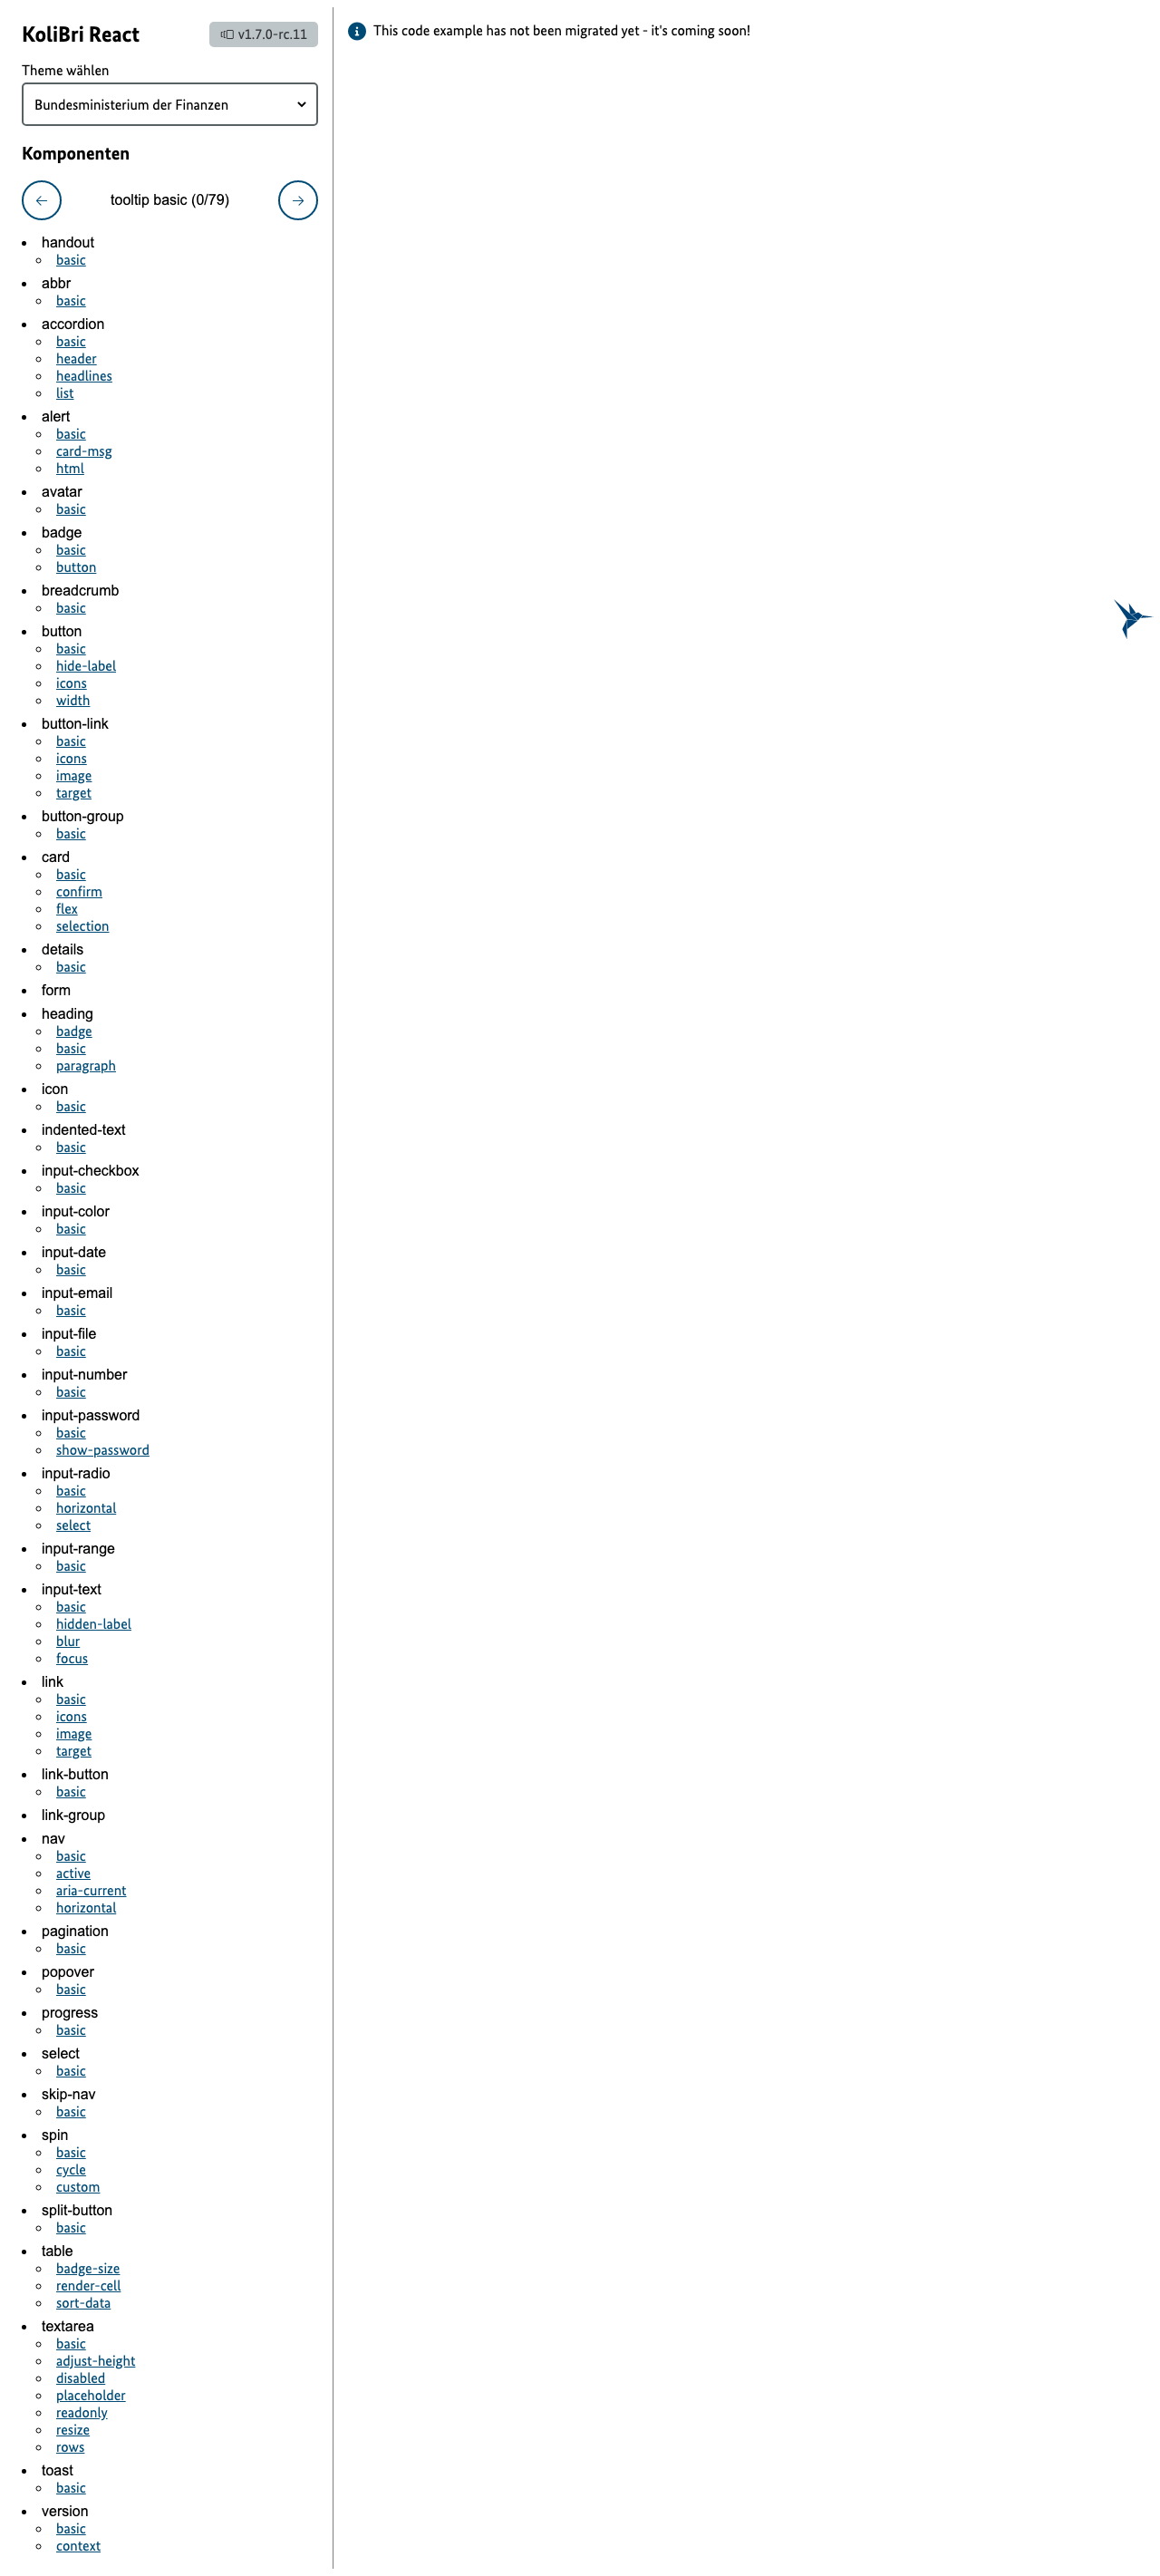 KoliBri React
v1.7.0-rc.11
Theme wählen
Bundesministerium der Finanzen
Komponenten
tooltip basic (0/79)
handout
basic
abbr
basic
accordion
basic
header
headlines
list
alert
basic
card-msg
html
avatar
basic
badge
basic
button
breadcrumb
basic
button
basic
hide-label
icons
width
button-link
basic
icons
image
target
button-group
basic
card
basic
confirm
flex
selection
details
basic
form
heading
badge
basic
paragraph
icon
basic
indented-text
basic
input-checkbox
basic
input-color
basic
input-date
basic
input-email
basic
input-file
basic
input-number
basic
input-password
basic
show-password
input-radio
basic
horizontal
select
input-range
basic
input-text
basic
hidden-label
blur
focus
link
basic
icons
image
target
link-button
basic
link-group
nav
basic
active
aria-current
horizontal
pagination
basic
popover
basic
progress
basic
select
basic
skip-nav
basic
spin
basic
cycle
custom
split-button
basic
table
badge-size
render-cell
sort-data
textarea
basic
adjust-height
disabled
placeholder
readonly
resize
rows
toast
basic
version
basic
context
This code example has not been migrated yet - it's coming soon!